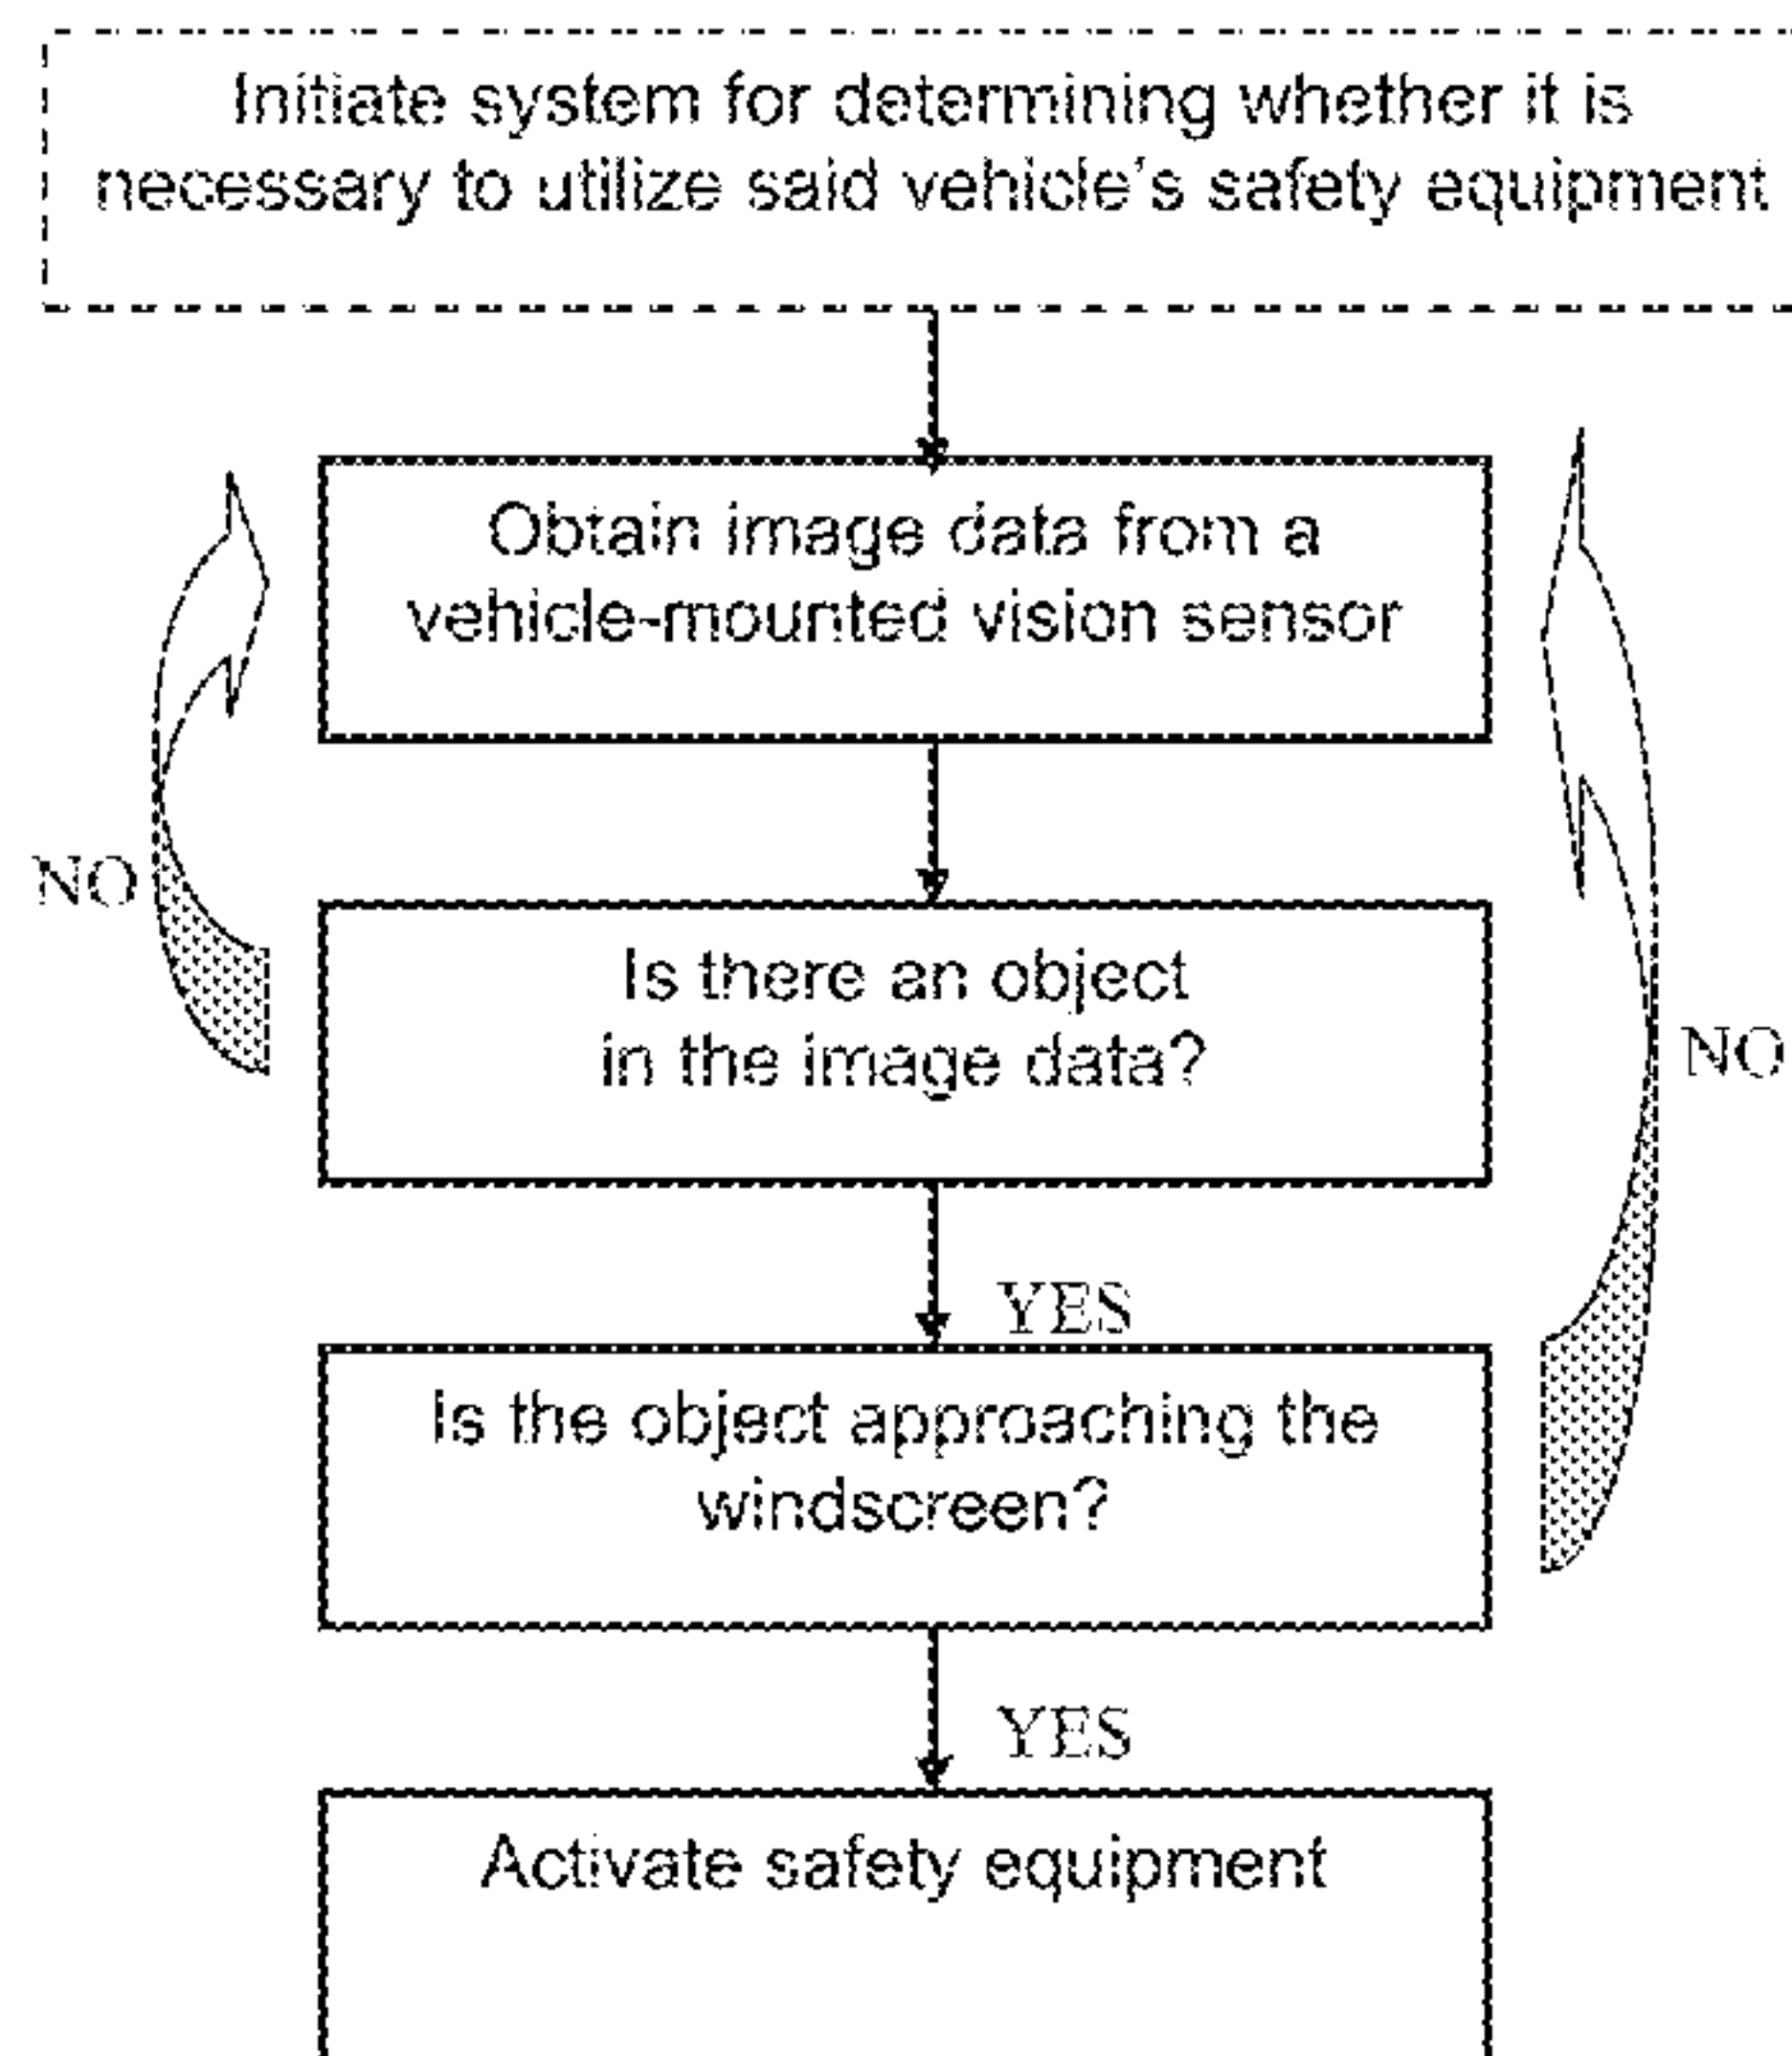 Initiate system for determining whether it is
necessary to utilize said vehicle's safety equipment
Obtain image data from a
vehicle-mounted vision sensor
NO
Is there an object
in the image data?
NO
YES
Is the object approaching the
windscreen?
YES
Activate safety equipment